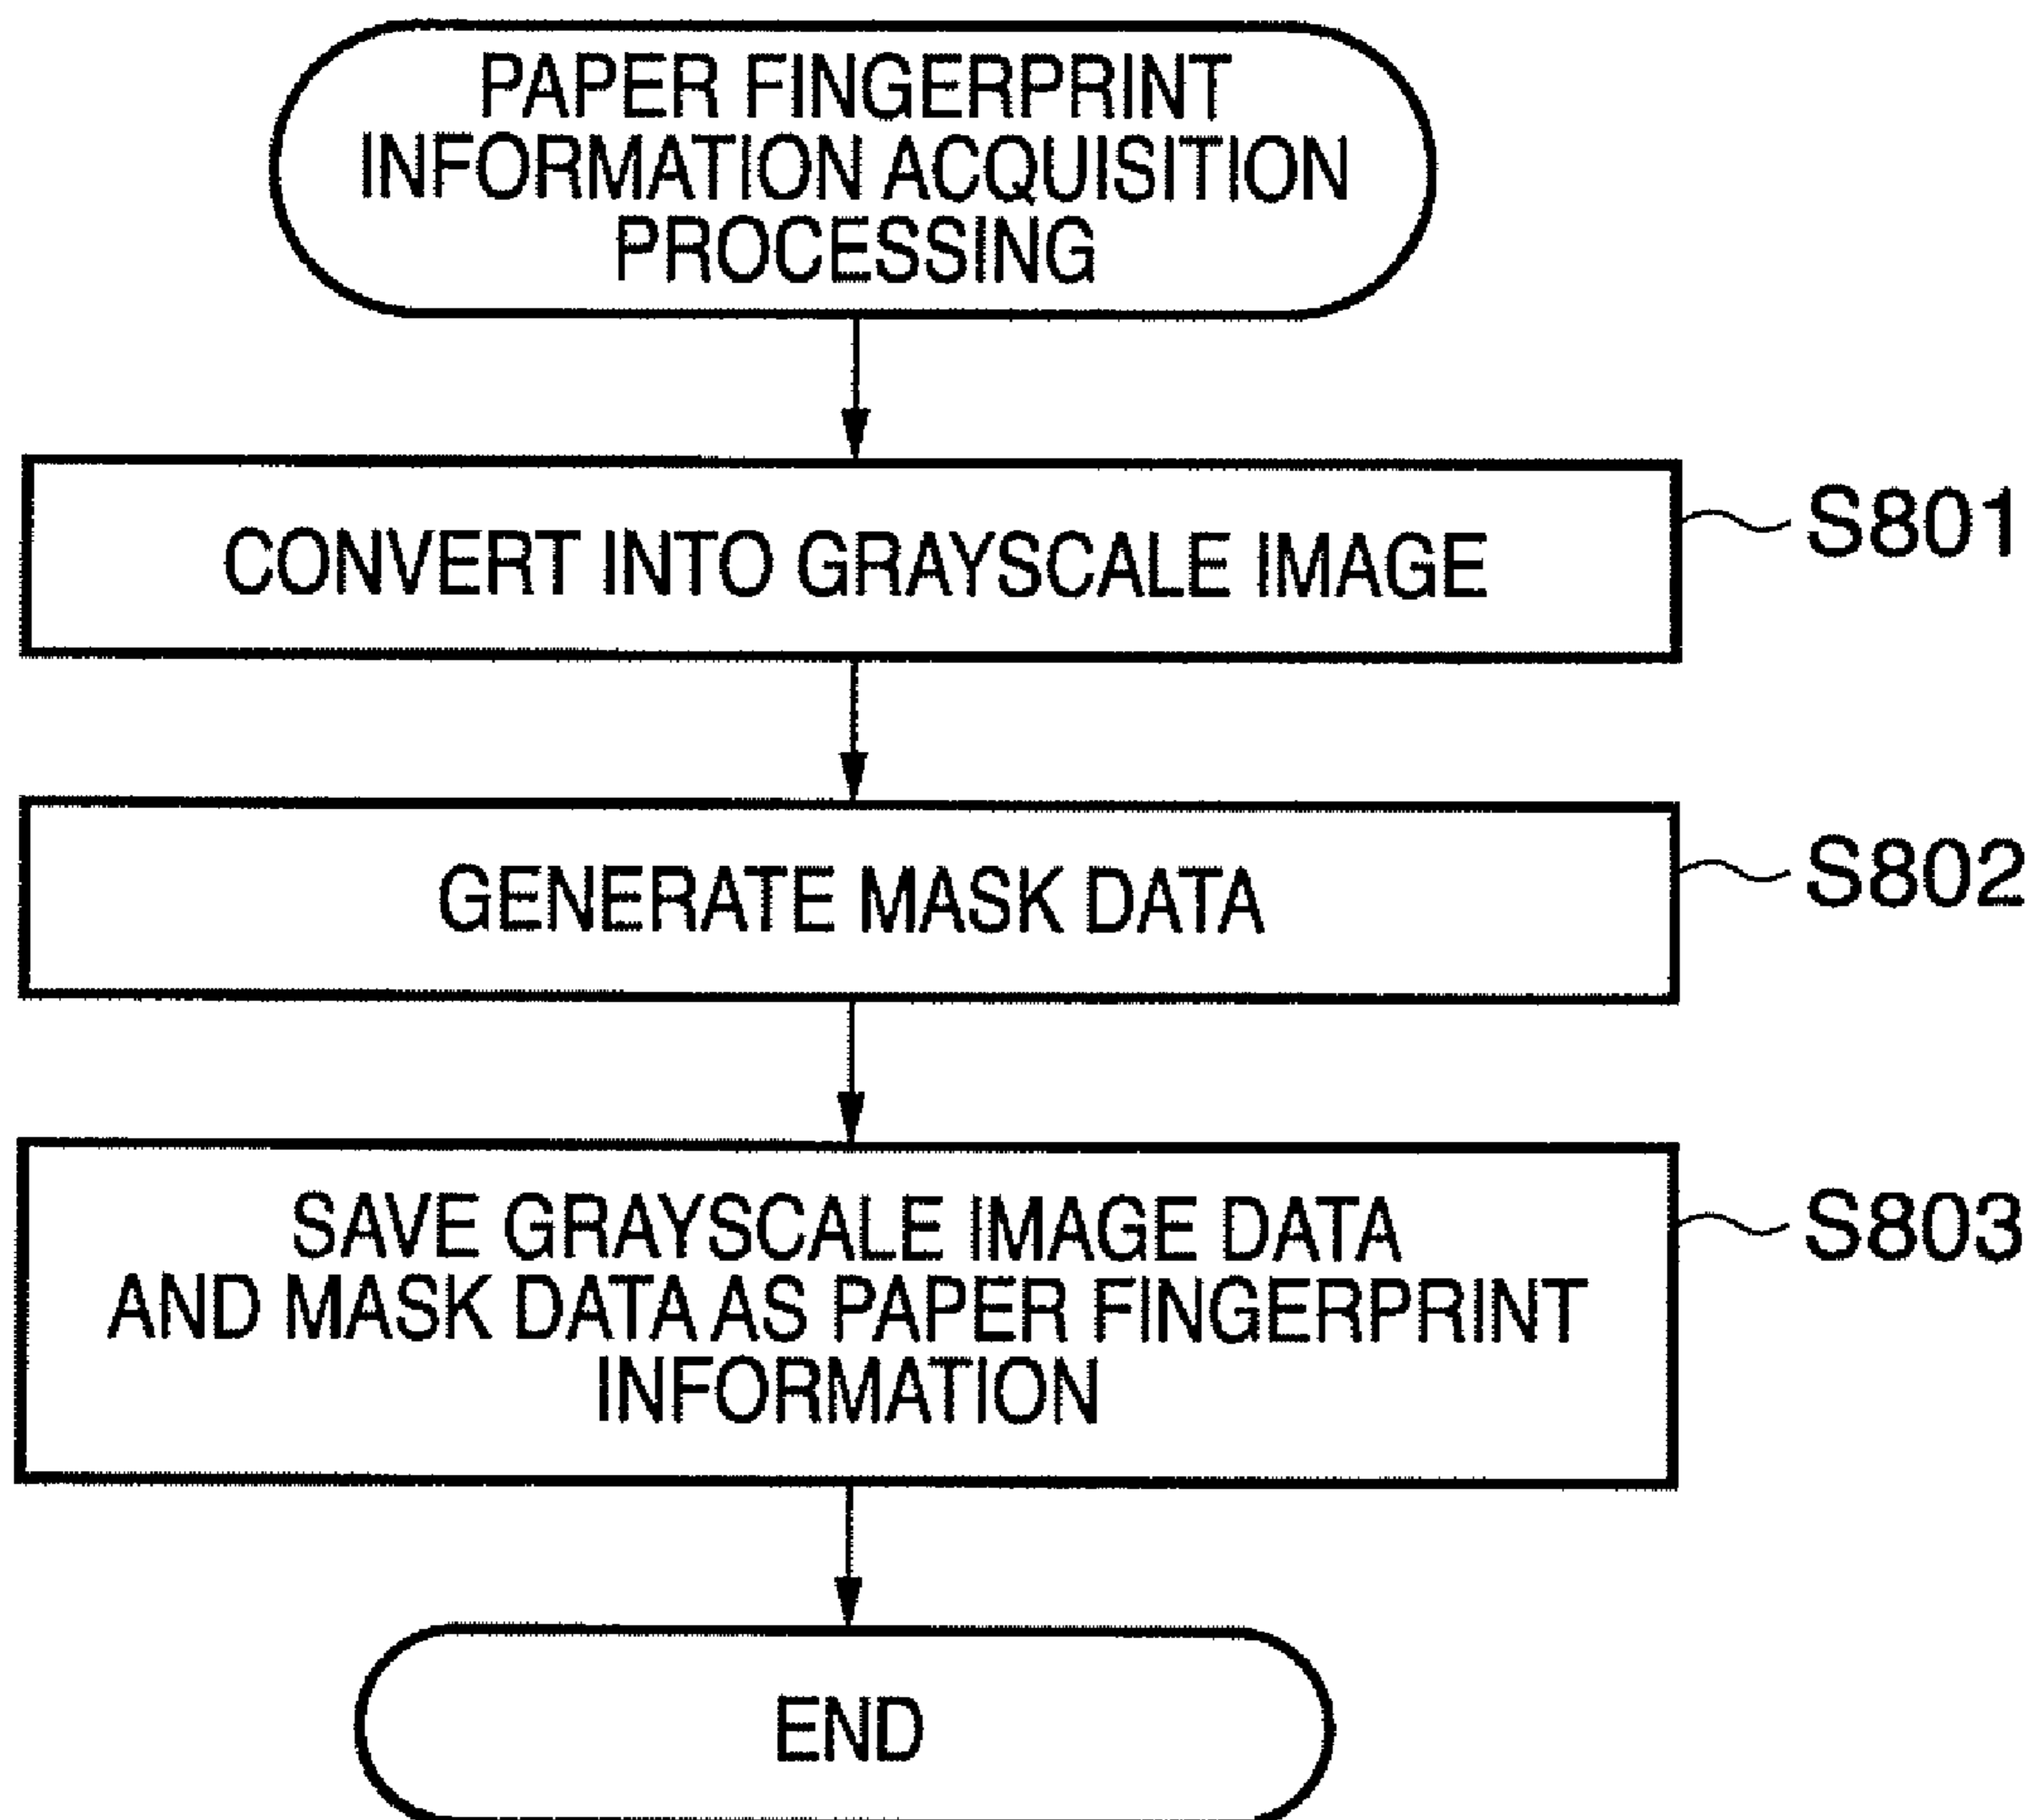 PAPER FINGERPRINT
INFORMATION ACQUISITION
PROCESSING
CONVERT INTO GRAYSCALE IMAGE
S801
GENERATE MASK DATA
S802
SAVE GRAYSCALE IMAGE DATA
AND MASK DATA AS PAPER FINGERPRINT
INFORMATION
S803
END